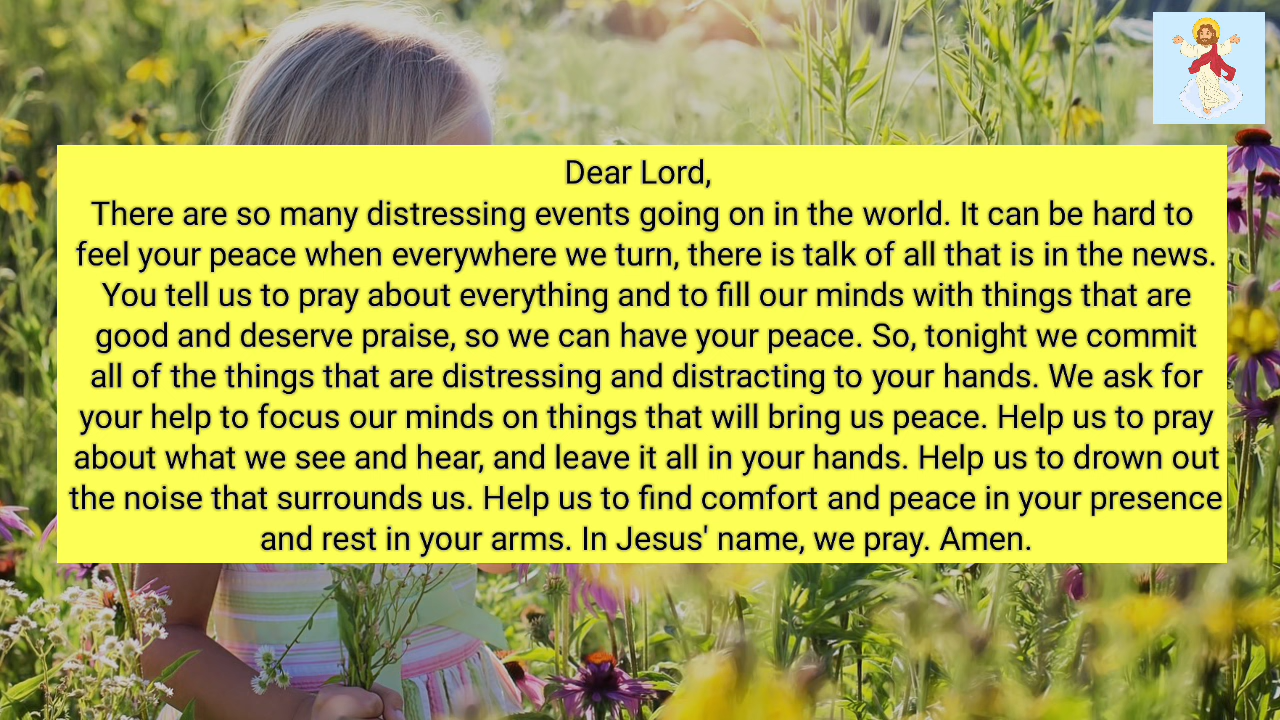 Dear Lord,
There are so many distressing events going on in the world. It can be hard to
feel your peace when everywhere we turn, there is talk of all that is in the news.
You tell us to pray about everything and to fill our minds with things that are
good and deserve praise, so we can have your peace. So, tonight we commit
all of the things that are distressing and distracting to your hands. We ask for
your help to focus our minds on things that will bring us peace. Help us to pray
about what we see and hear, and leave it all in your hands. Help us to drown out
the noise that surrounds us. Help us to find comfort and peace in your presence
and rest in your arms. In Jesus' name, we pray. Amen.